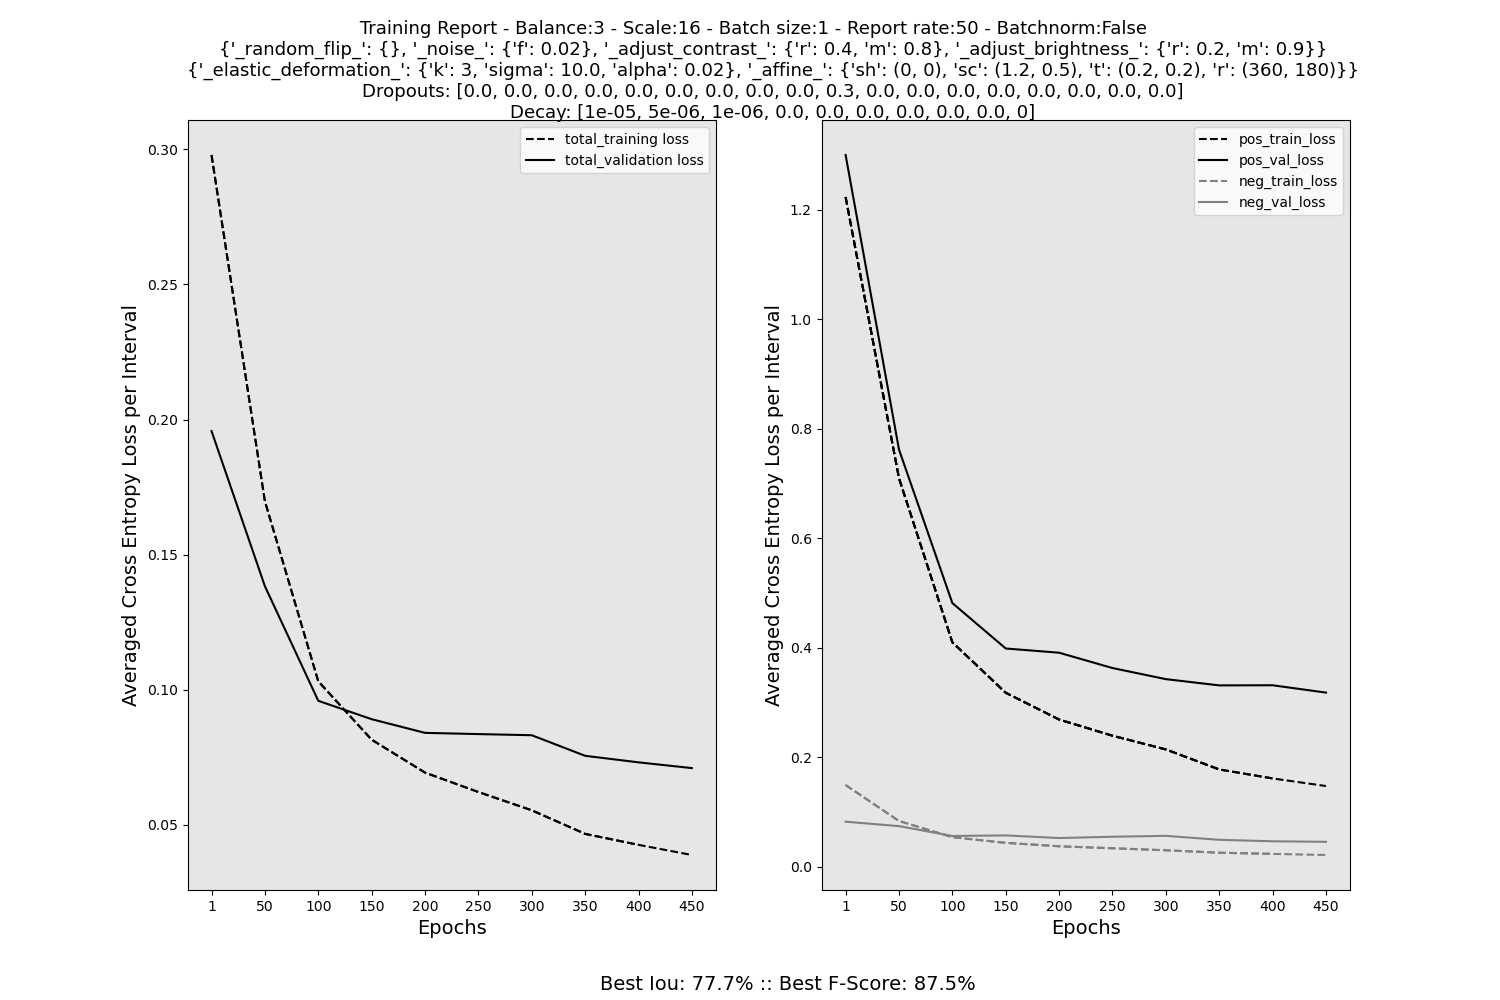 Training Report - Balance:3 - Scale:16 - Batch size:1 - Report rate:50 - Batchnorm:False
{'_random_flip_': {}, '_noise_': {'f': 0.02}, '_adjust_contrast_': {'r': 0.4, 'm': 0.8}, '_adjust_brightness_': {'r': 0.2, 'm': 0.9}}
{'_elastic_deformation_': {'k': 3, 'sigma': 10.0, 'alpha': 0.02}, '_affine_': {'sh': (0, 0), 'sc': (1.2, 0.5), 't': (0.2, 0.2), 'r': (360, 180)}}
Dropouts: [0.0, 0.0, 0.0, 0.0, 0.0, 0.0, 0.0, 0.0, 0.0, 0.3, 0.0, 0.0, 0.0, 0.0, 0.0, 0.0, 0.0, 0.0]
Decay: [1e-05, 5e-06, 1e-06, 0.0, 0.0, 0.0, 0.0, 0.0, 0.0, 0]
total_training loss
total_validation loss
0.30
0.25
0.20
0.15
0.10
0.05
Averaged Cross Entropy Loss per Interval
1 50 100 150 200 250 300 350 400 450
Epochs
pos_train_loss
pos_val_loss
neg_train_loss
neg_val_loss
1.2
1.0
0.8
0.6
0.4
0.2
0.0
Averaged Cross Entropy Loss per Interval
1 50 100 150 200 250 300 350 400 450
Epochs
Best Iou: 77.7% :: Best F-Score: 87.5%